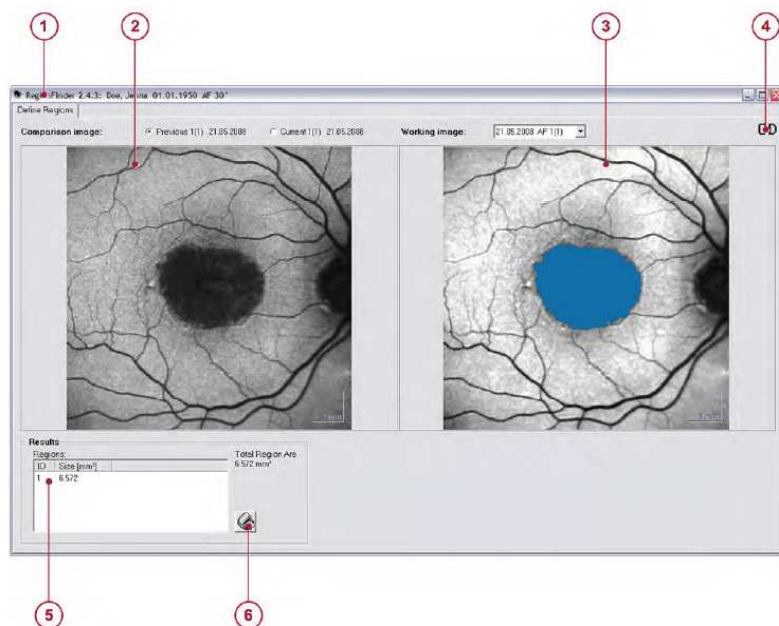 1 2 3 4
RegionFinder 2.4.3: Doe, Jenna 01.01.1950 AF 30°
Define Regions
Comparison image: Previous 1(1) 21.05.2008 Current 1(1) 21.05.2008 Working image: 21.05.2008 AF 1(1)
Results
Regions: Total Region Are
ID Size [mm²] 6.572 mm²
1 6.572
5 6